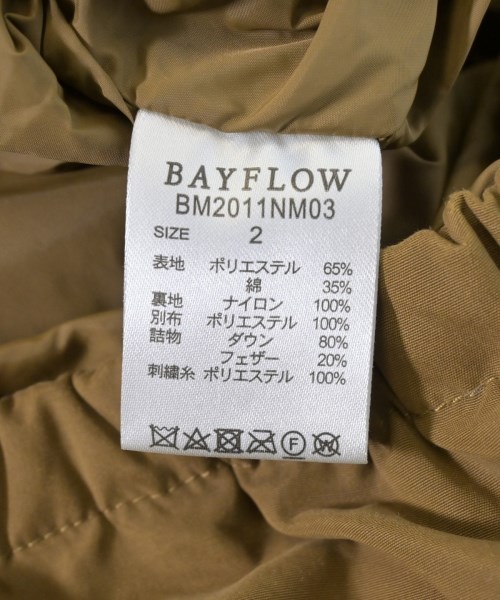 BAYFLOW
BM2011NM03
SIZE 2
表地 ポリエステル 65%
綿 35%
裏地 ナイロン 100%
別布 ポリエステル 100%
詰物 ダウン 80%
フェザー 20%
刺繍糸 ポリエステル 100%
F W